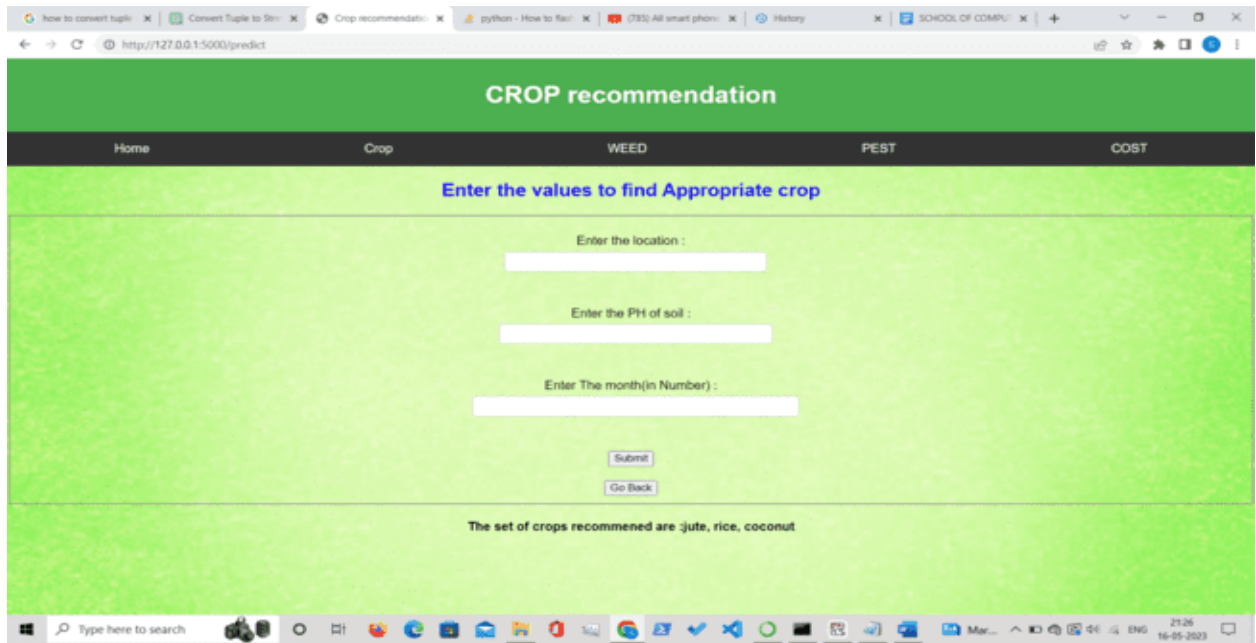 how to convert tuple
Convert Tuple to Stri
Crop recommendatio
python - How to flash
(785) All smart phone
History
SCHOOL OF COMPUT
http://127.0.0.1:5000/predict
CROP recommendation
Home
Crop
WEED
PEST
COST
Enter the values to find Appropriate crop
Enter the location :
Enter the PH of soil :
Enter The month(in Number) :
Submit
Go Back
The set of crops recommened are :jute, rice, coconut
Type here to search
Mar...
ENG
21:26
16-05-2023